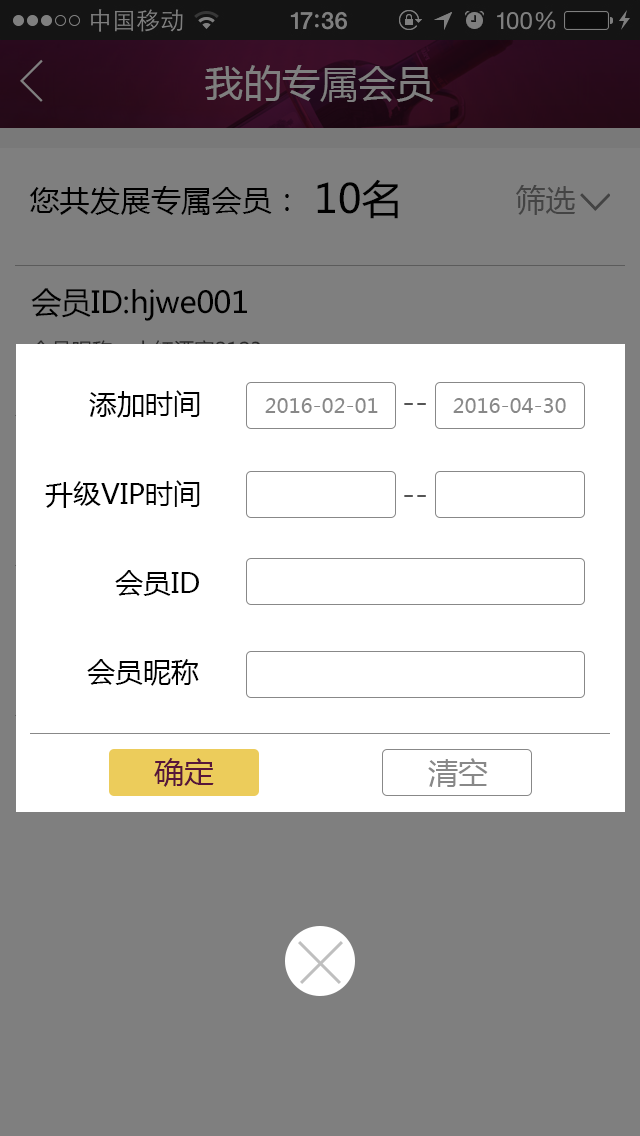 中国移动 17:36 100%
我的专属会员
您共发展专属会员： 10名 筛选
会员ID:hjwe001
添加时间 2016-02-01 -- 2016-04-30
升级VIP时间 --
会员ID
会员昵称
确定 清空